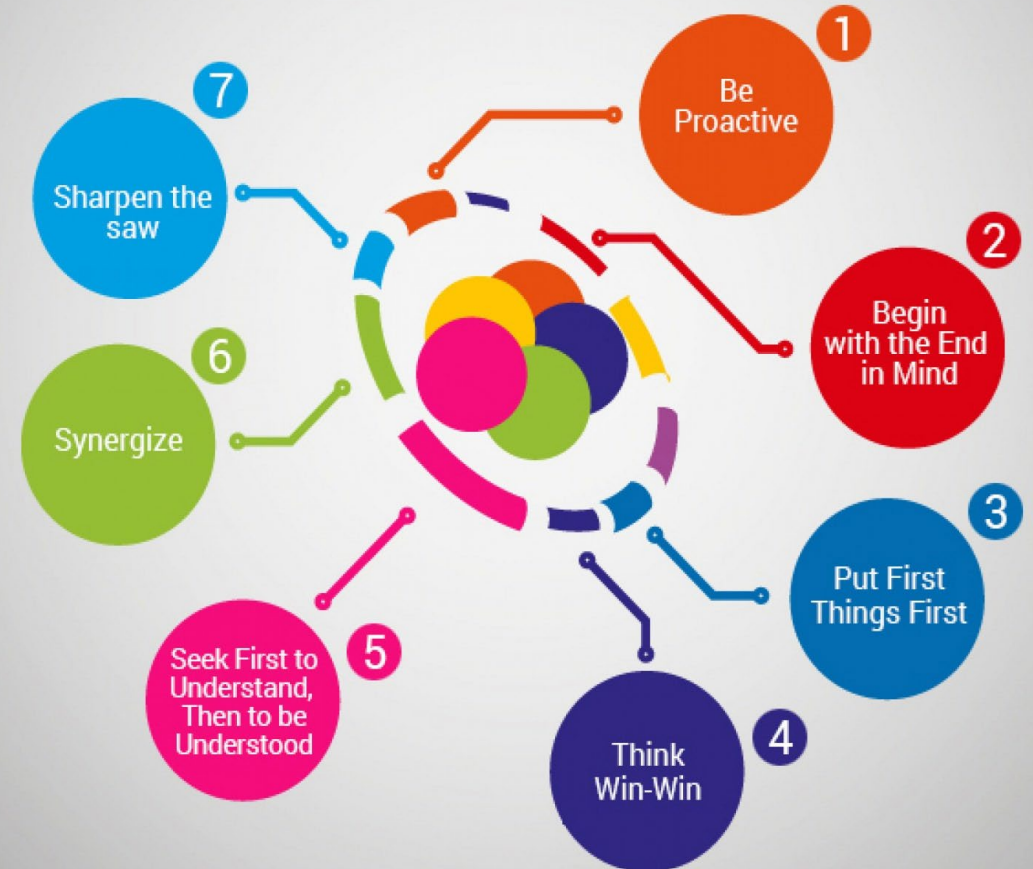 1
Be
Proactive
2
Begin
with the End
in Mind
3
Put First
Things First
4
Think
Win-Win
5
Seek First to
Understand,
Then to be
Understood
6
Synergize
7
Sharpen the
saw